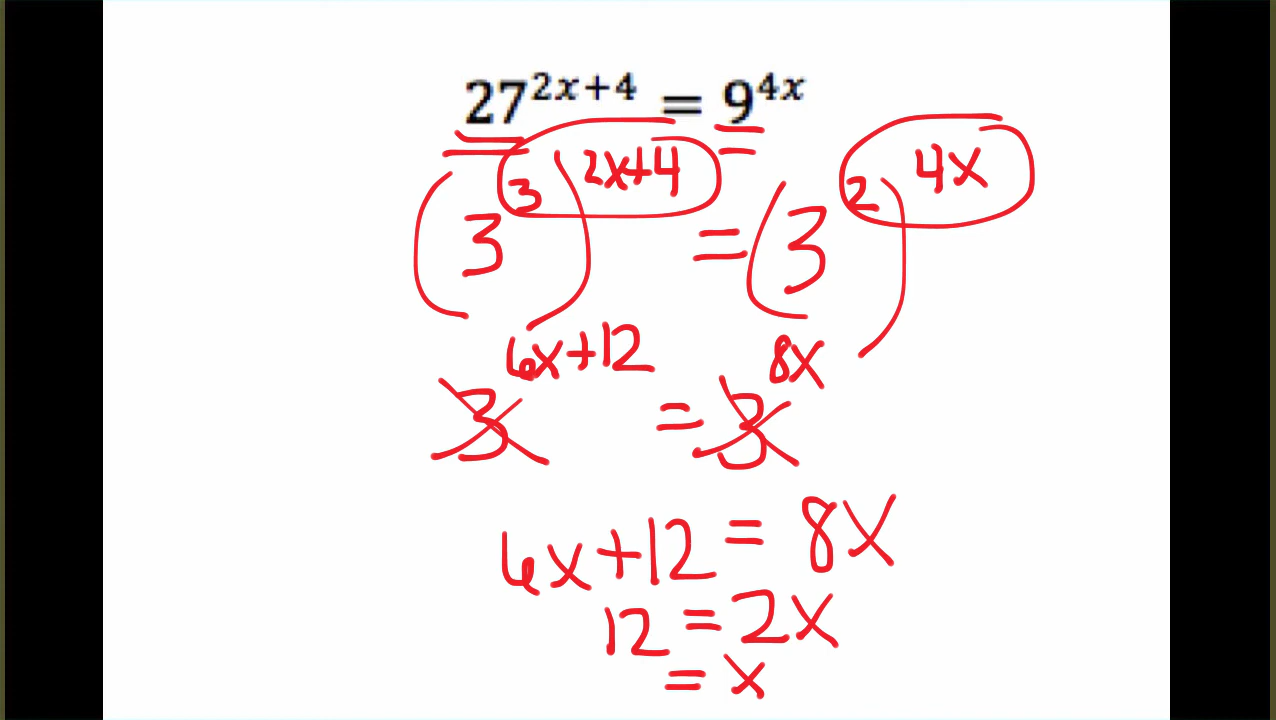 27^{2x+4} = 9^{4x}
(3^3)^{2x+4} = (3^2)^{4x}
3^{6x+12} = 3^{8x}
6x+12 = 8x
12 = 2x
= x